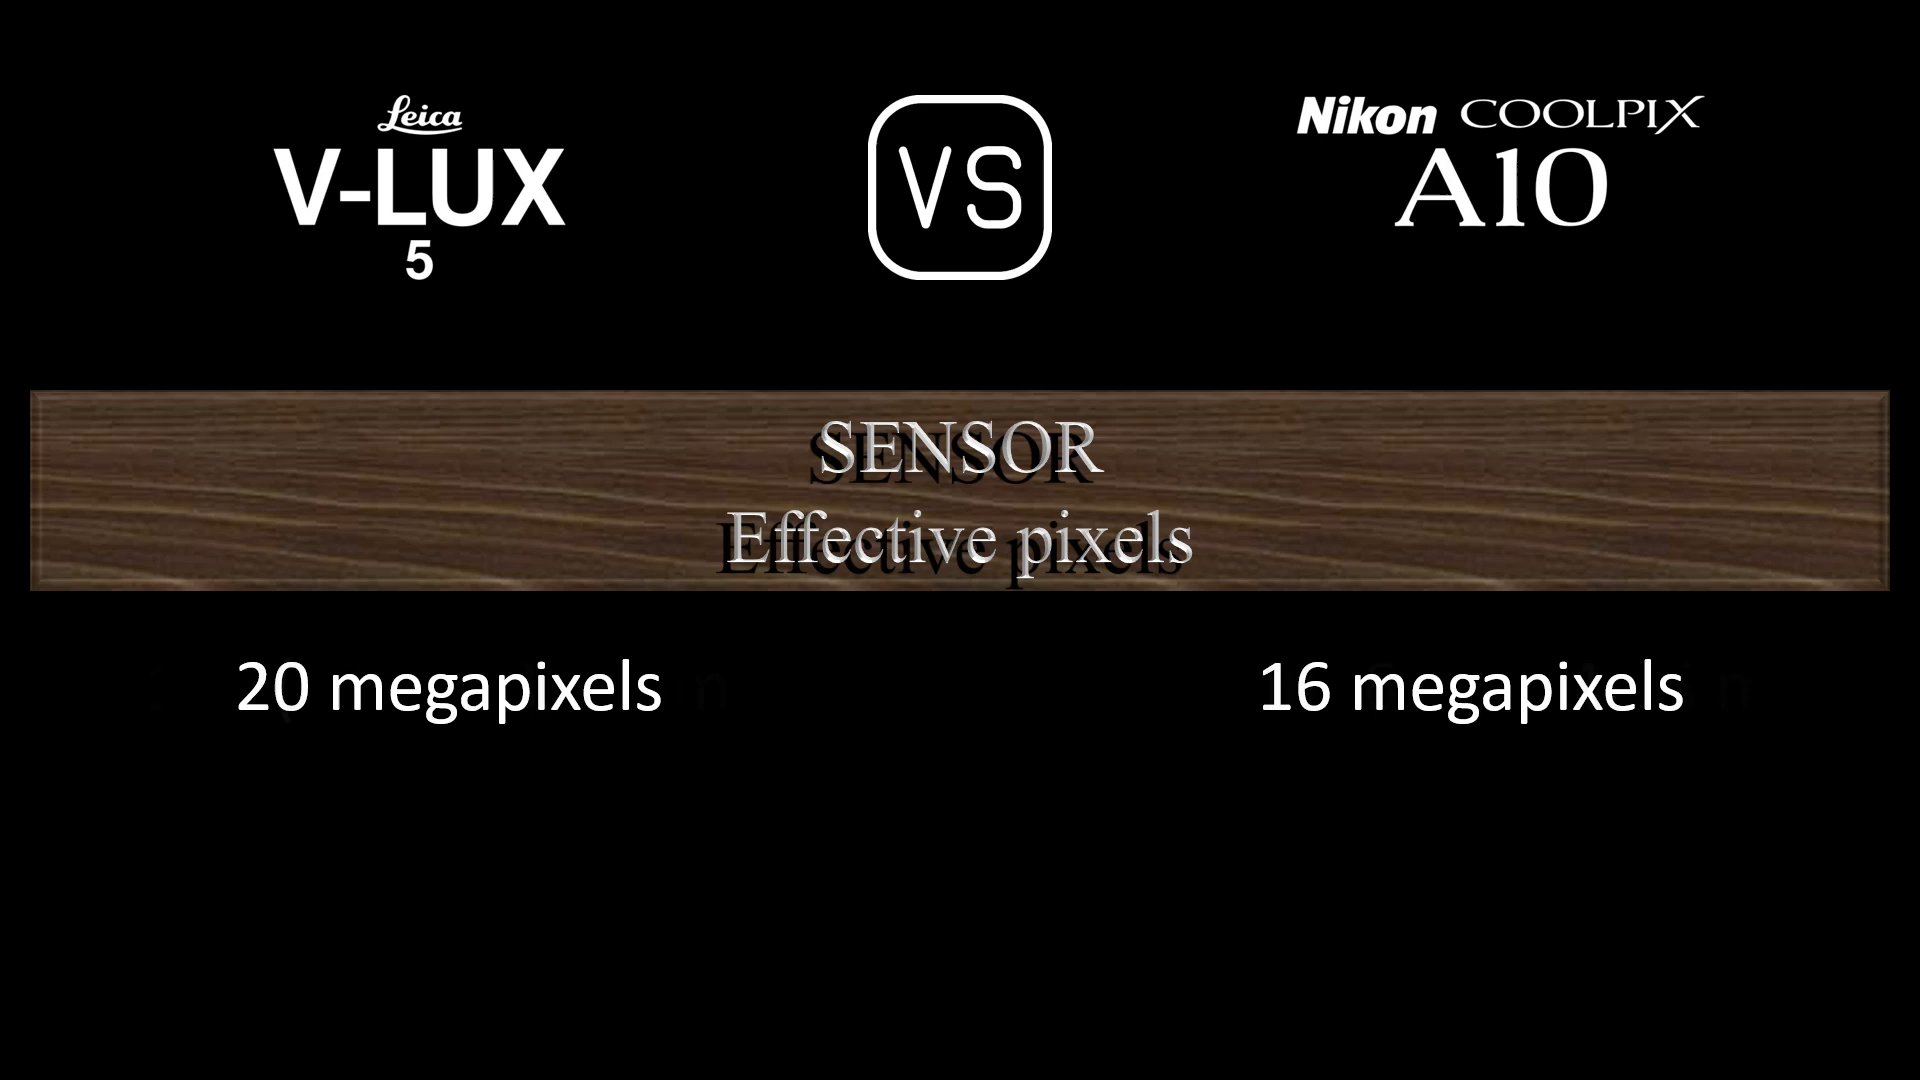 Leica
V-LUX
5
VS
Nikon COOLPIX
A10
SENSOR
Effective pixels
20 megapixels
16 megapixels